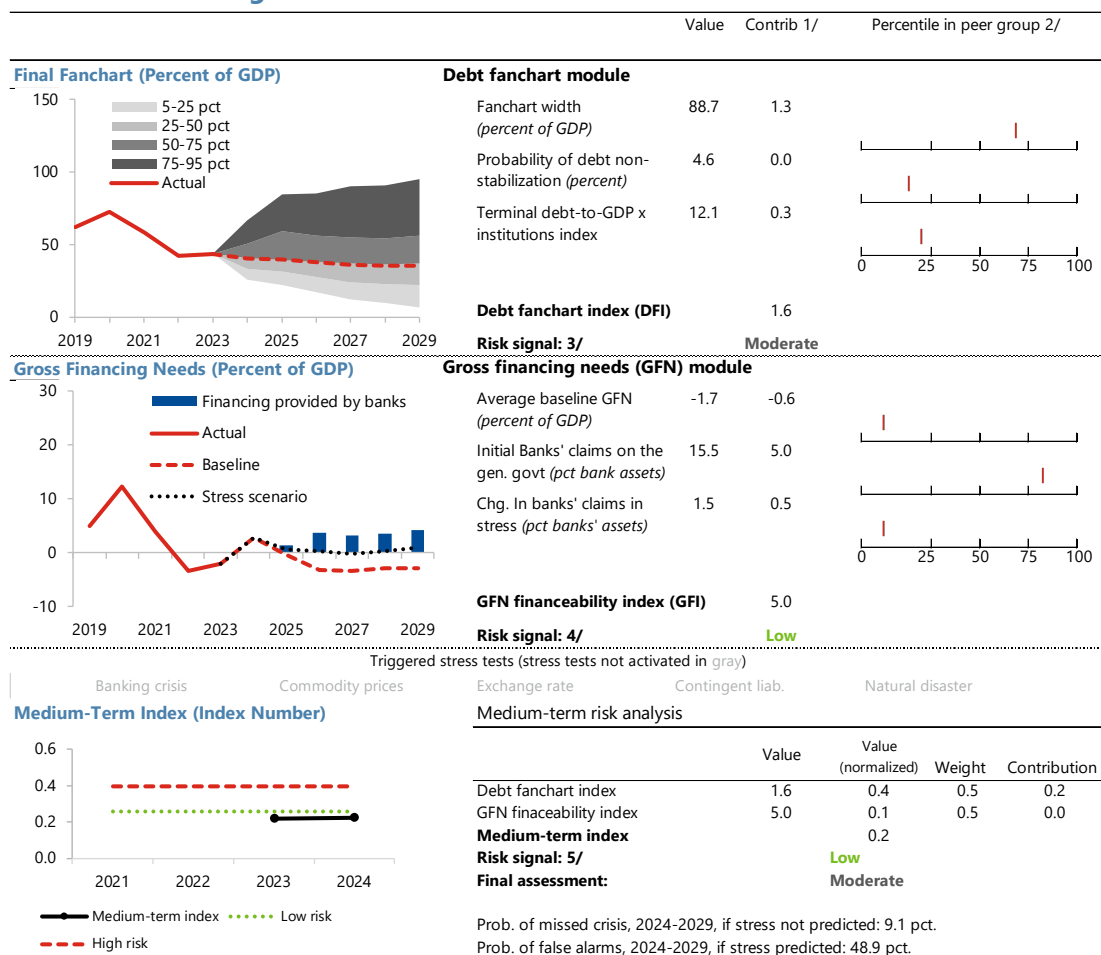 Value Contrib 1/ Percentile in peer group 2/
Final Fanchart (Percent of GDP)
150
100
50
0
5-25 pct
25-50 pct
50-75 pct
75-95 pct
Actual
2019 2021 2023 2025 2027 2029
Debt fanchart module
Fanchart width 88.7 1.3
(percent of GDP)
Probability of debt non- 4.6 0.0
stabilization (percent)
Terminal debt-to-GDP x 12.1 0.3
institutions index
0 25 50 75 100
Debt fanchart index (DFI) 1.6
Risk signal: 3/ Moderate
Gross Financing Needs (Percent of GDP)
30
20
10
0
-10
Financing provided by banks
Actual
Baseline
Stress scenario
2019 2021 2023 2025 2027 2029
Gross financing needs (GFN) module
Average baseline GFN -1.7 -0.6
(percent of GDP)
Initial Banks' claims on the 15.5 5.0
gen. govt (pct bank assets)
Chg. In banks' claims in 1.5 0.5
stress (pct banks' assets)
0 25 50 75 100
GFN financeability index (GFI) 5.0
Risk signal: 4/ Low
Triggered stress tests (stress tests not activated in gray)
Banking crisis Commodity prices Exchange rate Contingent liab. Natural disaster
Medium-Term Index (Index Number)
0.6
0.4
0.2
0.0
2021 2022 2023 2024
Medium-term index Low risk
High risk
Medium-term risk analysis
Value Value
(normalized) Weight Contribution
Debt fanchart index 1.6 0.4 0.5 0.2
GFN finaceability index 5.0 0.1 0.5 0.0
Medium-term index 0.2
Risk signal: 5/ Low
Final assessment: Moderate
Prob. of missed crisis, 2024-2029, if stress not predicted: 9.1 pct.
Prob. of false alarms, 2024-2029, if stress predicted: 48.9 pct.